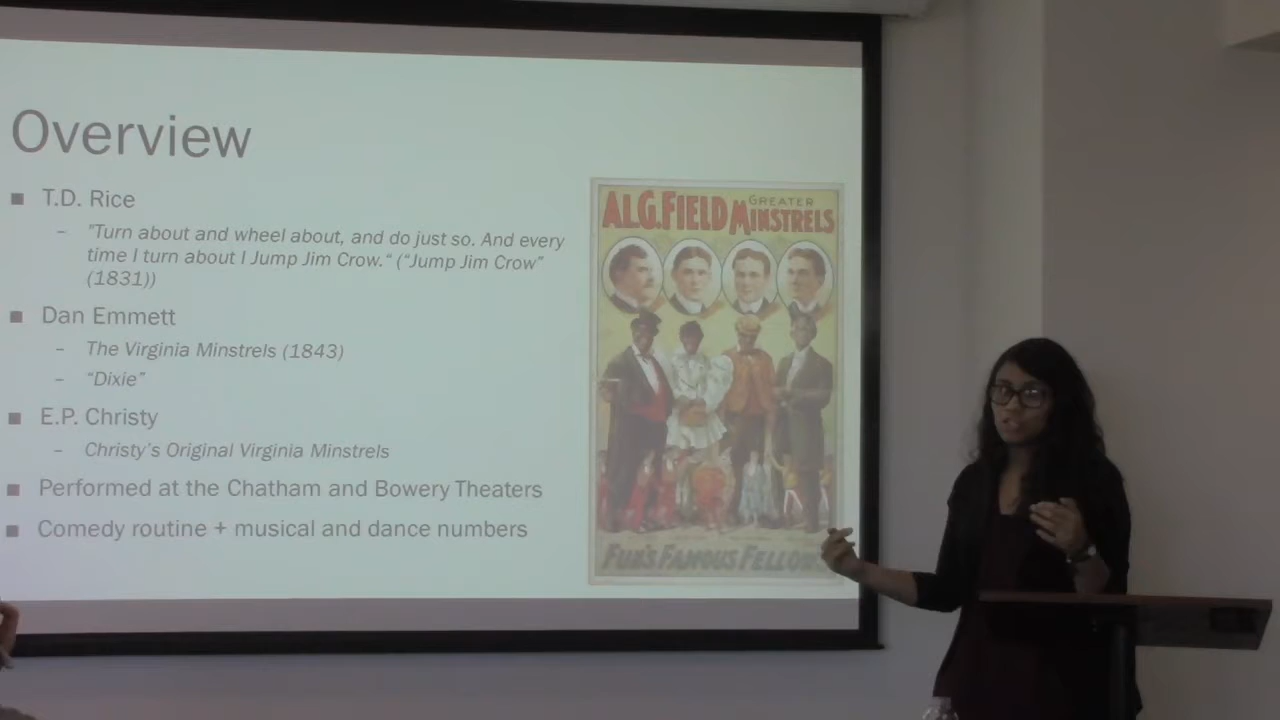 Overview
T.D. Rice
"Turn about and wheel about, and do just so. And every
time I turn about I Jump Jim Crow." ("Jump Jim Crow"
(1831))
Dan Emmett
The Virginia Minstrels (1843)
"Dixie"
E.P. Christy
Christy's Original Virginia Minstrels
Performed at the Chatham and Bowery Theaters
Comedy routine + musical and dance numbers
AL.G.FIELD GREATER MINSTRELS
FUN'S FAMOUS FELLOWS